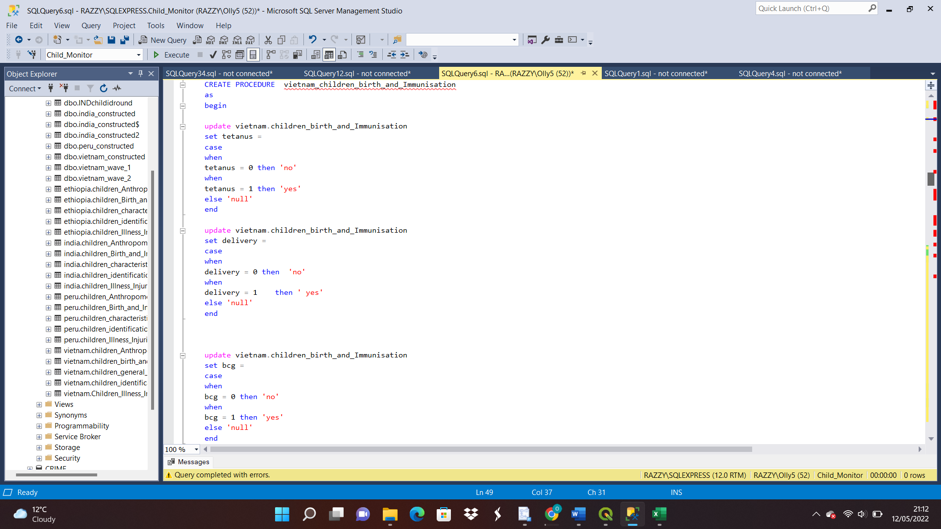 SQLQuery6.sql - RAZZY\SQLEXPRESS.Child_Monitor (RAZZY\Olly5 (52))* - Microsoft SQL Server Management Studio
Quick Launch (Ctrl+Q)
File Edit View Query Project Tools Window Help
New Query
Child_Monitor
Execute
Object Explorer
SQLQuery34.sql - not connected*
SQLQuery12.sql - not connected*
SQLQuery6.sql - RA...(RAZZY\Olly5 (52))*
SQLQuery1.sql - not connected*
SQLQuery4.sql - not connected*
Connect
dbo.INDchildidround
dbo.india_constructed
dbo.india_constructed$
dbo.india_constructed2
dbo.peru_constructed
dbo.vietnam_constructed
dbo.vietnam_wave_1
dbo.vietnam_wave_2
ethiopia.children_Anthrop
ethiopia.children_Birth_an
ethiopia.children_characte
ethiopia.children_identific
ethiopia.children_Illness_I
india.children_Anthropom
india.children_Birth_and_I
india.children_characterist
india.children_identificatic
india.children_Illness_Injur
peru.children_Anthropom
peru.children_Birth_and_Ir
peru.children_characterist
peru.children_identificatic
peru.children_Illness_Injuri
vietnam.children_Anthrop
vietnam.children_birth_an
vietnam.children_general_
vietnam.children_identific
vietnam.Children_Illness_I
Views
Synonyms
Programmability
Service Broker
Storage
Security
CRIME
CREATE PROCEDURE vietnam_children_birth_and_Immunisation
as
begin
update vietnam.children_birth_and_Immunisation
set tetanus =
case
when
tetanus = 0 then 'no'
when
tetanus = 1 then 'yes'
else 'null'
end
update vietnam.children_birth_and_Immunisation
set delivery =
case
when
delivery = 0 then 'no'
when
delivery = 1 then ' yes'
else 'null'
end
update vietnam.children_birth_and_Immunisation
set bcg =
case
when
bcg = 0 then 'no'
when
bcg = 1 then 'yes'
else 'null'
end
100 %
Messages
Query completed with errors.
RAZZY\SQLEXPRESS (12.0 RTM) RAZZY\Olly5 (52) Child_Monitor 00:00:00 0 rows
Ready Ln 49 Col 37 Ch 31 INS
12°C
Cloudy
21:12
12/05/2022